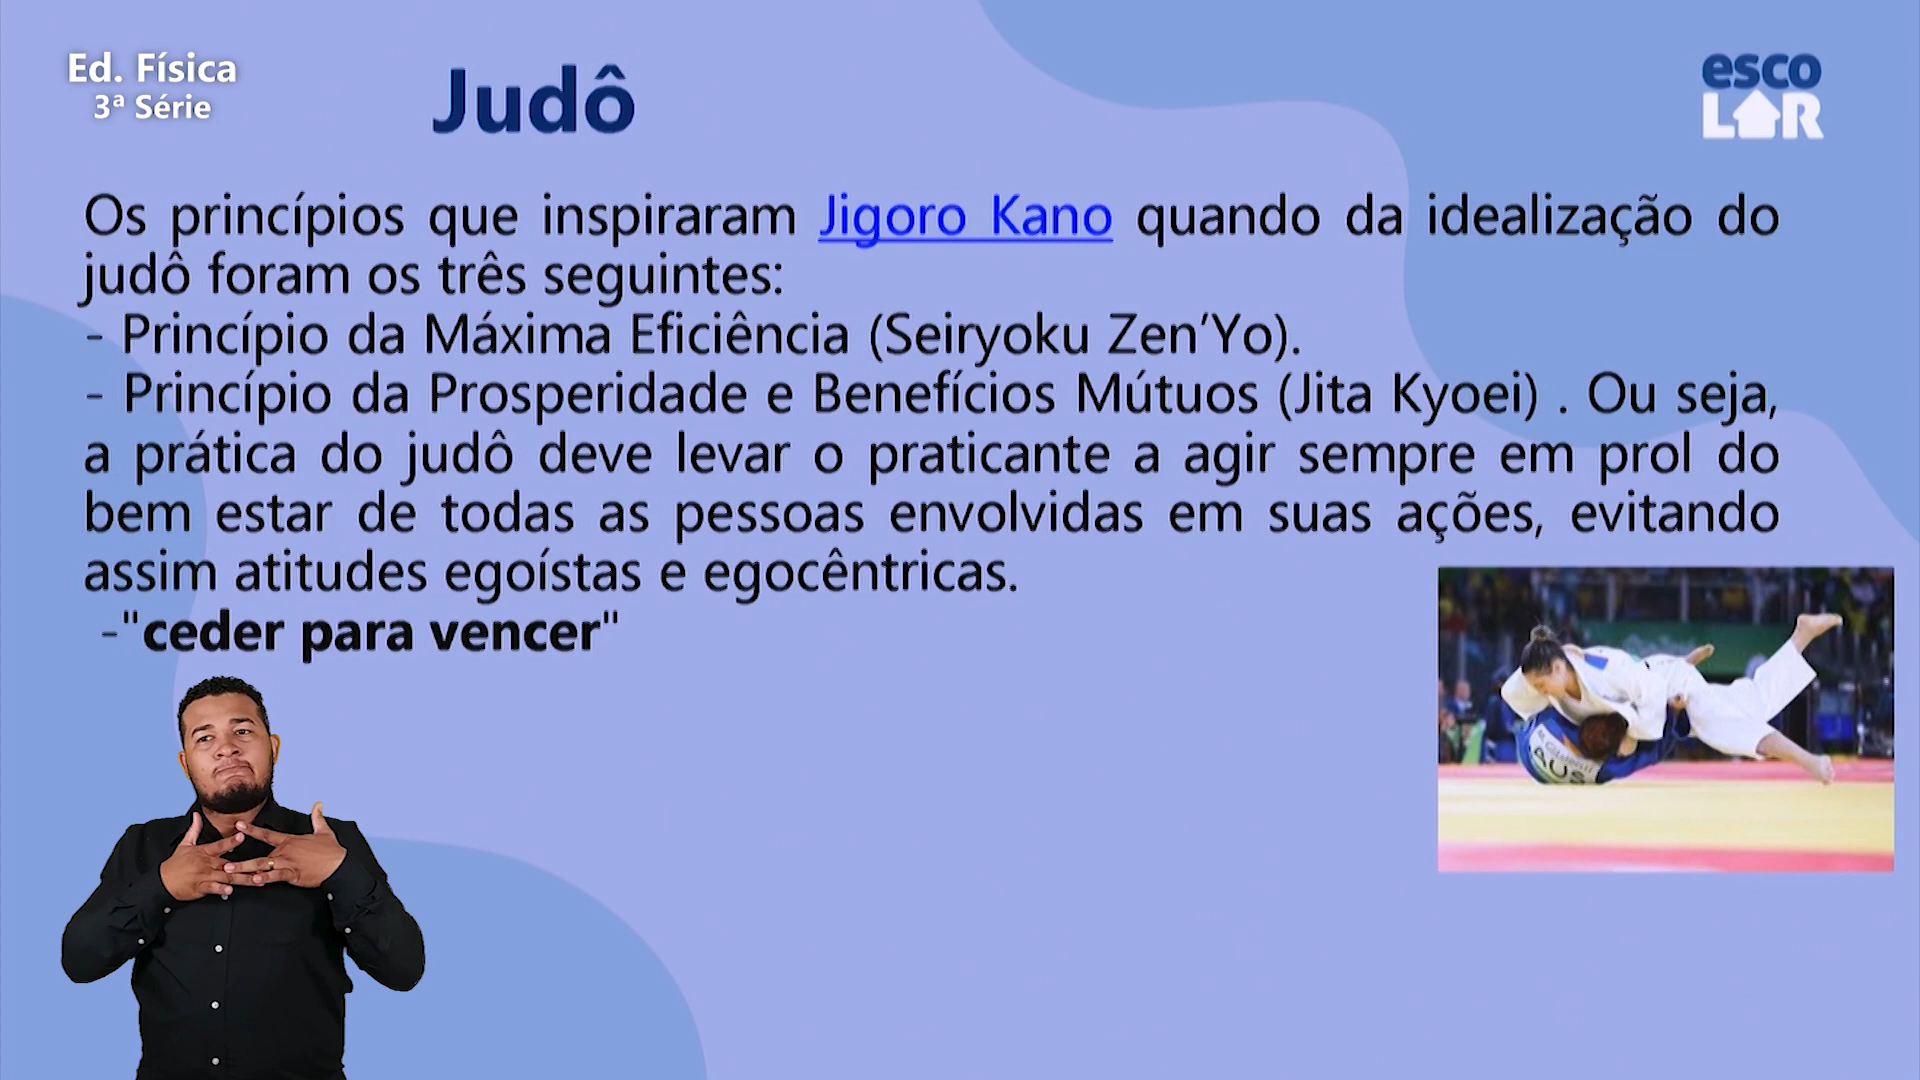 Ed. Física
3ª Série
Judô
esco
LAR
Os princípios que inspiraram Jigoro Kano quando da idealização do
judô foram os três seguintes:
- Princípio da Máxima Eficiência (Seiryoku Zen’Yo).
- Princípio da Prosperidade e Benefícios Mútuos (Jita Kyoei) . Ou seja,
a prática do judô deve levar o praticante a agir sempre em prol do
bem estar de todas as pessoas envolvidas em suas ações, evitando
assim atitudes egoístas e egocêntricas.
-"ceder para vencer"
AUS